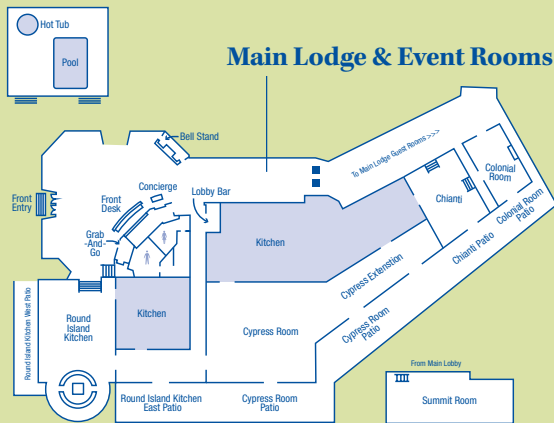 Hot Tub
Pool
Main Lodge & Event Rooms
Bell Stand
To Main Lodge Guest Rooms >>>
Colonial
Room
Concierge
Lobby Bar
Front
Entry
Front
Desk
Chianti
Colonial Room
Patio
Grab
-And-
Go
Kitchen
Chianti Patio
Cypress Extenstion
Round Island Kitchen West Patio
Round
Island
Kitchen
Kitchen
Cypress Room
Cypress Room
Patio
From Main Lobby
Round Island Kitchen
East Patio
Cypress Room
Patio
Summit Room